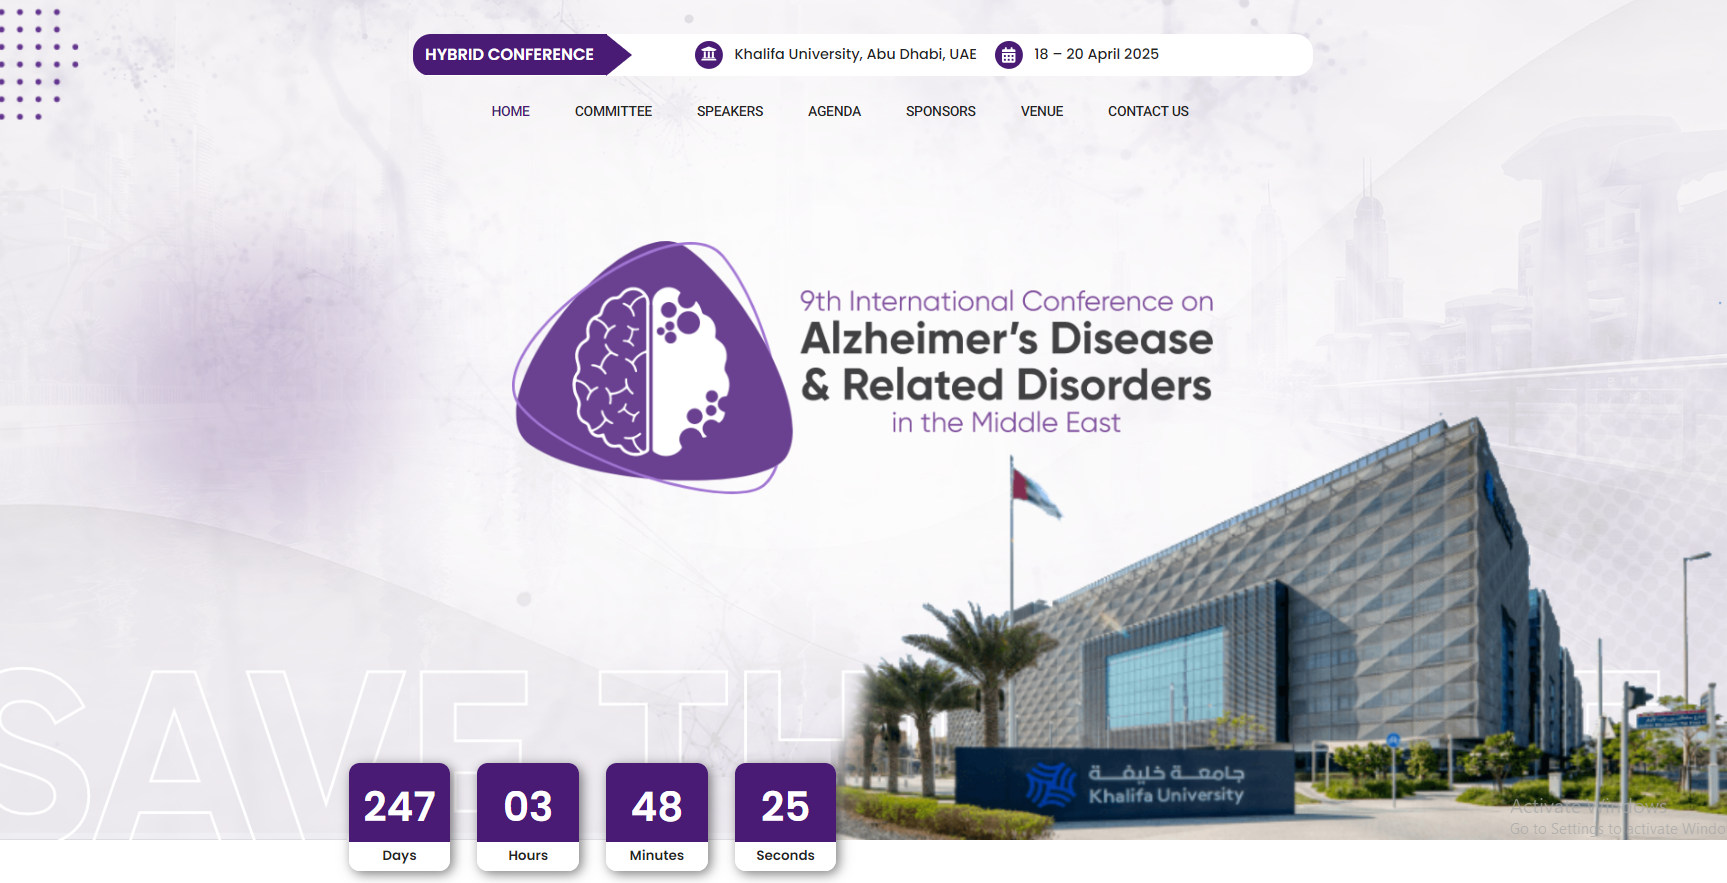 HYBRID CONFERENCE
Khalifa University, Abu Dhabi, UAE
18 – 20 April 2025
HOME COMMITTEE SPEAKERS AGENDA SPONSORS VENUE CONTACT US
9th International Conference on
Alzheimer's Disease
& Related Disorders
in the Middle East
SAVE TH
جامعة خليفة
Khalifa University
247 03 48 25
Days Hours Minutes Seconds
Activate Windows
Go to Settings to activate Windo